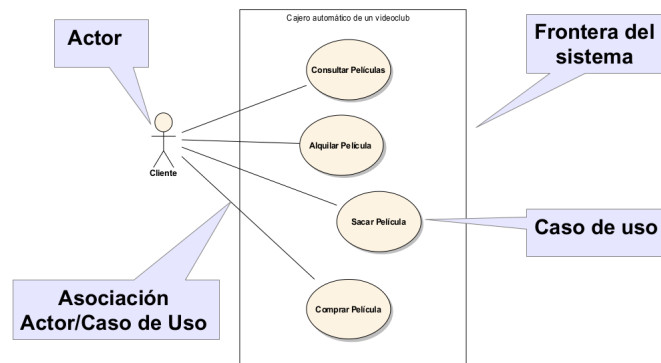 Cajero automático de un videoclub
Actor
Frontera del
sistema
Consultar Películas
Alquilar Película
Cliente
Sacar Película
Caso de uso
Asociación
Actor/Caso de Uso
Comprar Película